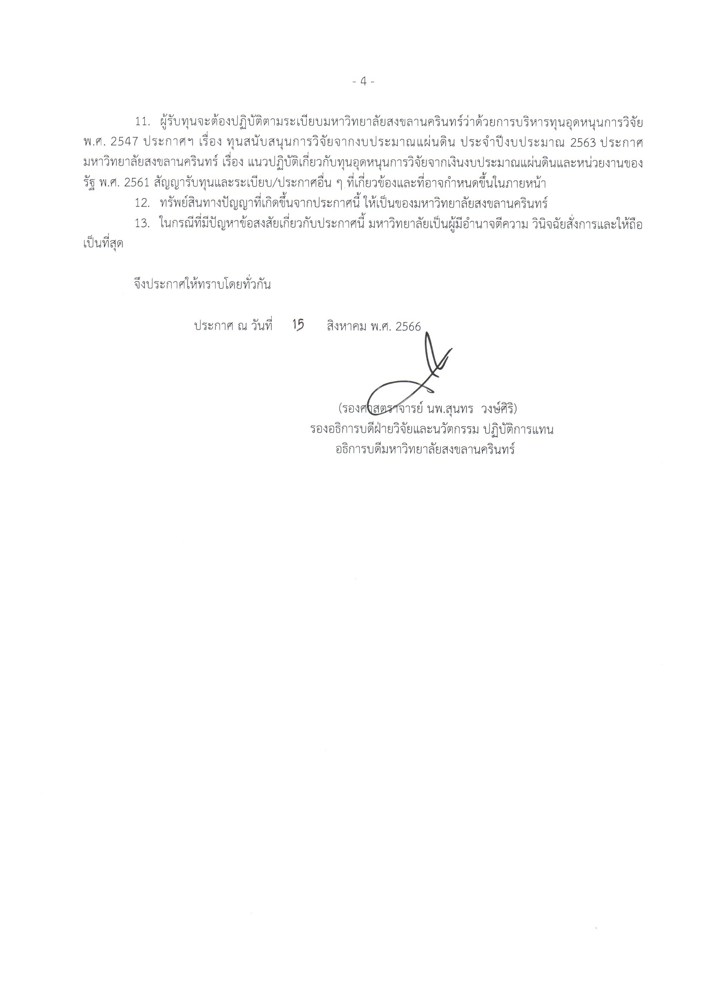 - 4 -
11. ผู้รับทุนจะต้องปฏิบัติตามระเบียบมหาวิทยาลัยสงขลานครินทร์ว่าด้วยการบริหารทุนอุดหนุนการวิจัย
พ.ศ. 2547 ประกาศฯ เรื่อง ทุนสนับสนุนการวิจัยจากงบประมาณแผ่นดิน ประจำปีงบประมาณ 2563 ประกาศ
มหาวิทยาลัยสงขลานครินทร์ เรื่อง แนวปฏิบัติเกี่ยวกับทุนอุดหนุนการวิจัยจากเงินงบประมาณแผ่นดินและหน่วยงานของ
รัฐ พ.ศ. 2561 สัญญารับทุนและระเบียบ/ประกาศอื่น ๆ ที่เกี่ยวข้องและที่อาจกำหนดขึ้นในภายหน้า
12. ทรัพย์สินทางปัญญาที่เกิดขึ้นจากประกาศนี้ ให้เป็นของมหาวิทยาลัยสงขลานครินทร์
13. ในกรณีที่มีปัญหาข้อสงสัยเกี่ยวกับประกาศนี้ มหาวิทยาลัยเป็นผู้มีอำนาจตีความ วินิจฉัยสั่งการและให้ถือ
เป็นที่สุด
จึงประกาศให้ทราบโดยทั่วกัน
ประกาศ ณ วันที่ 15 สิงหาคม พ.ศ. 2566
(รองศาสตราจารย์ นพ.สุนทร วงษ์ศิริ)
รองอธิการบดีฝ่ายวิจัยและนวัตกรรม ปฏิบัติการแทน
อธิการบดีมหาวิทยาลัยสงขลานครินทร์